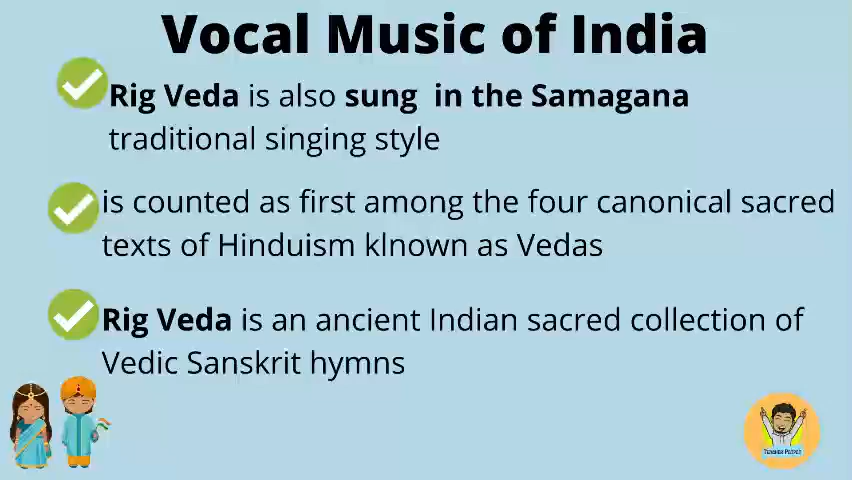 Vocal Music of India
Rig Veda is also sung in the Samagana
traditional singing style
is counted as first among the four canonical sacred
texts of Hinduism klnown as Vedas
Rig Veda is an ancient Indian sacred collection of
Vedic Sanskrit hymns